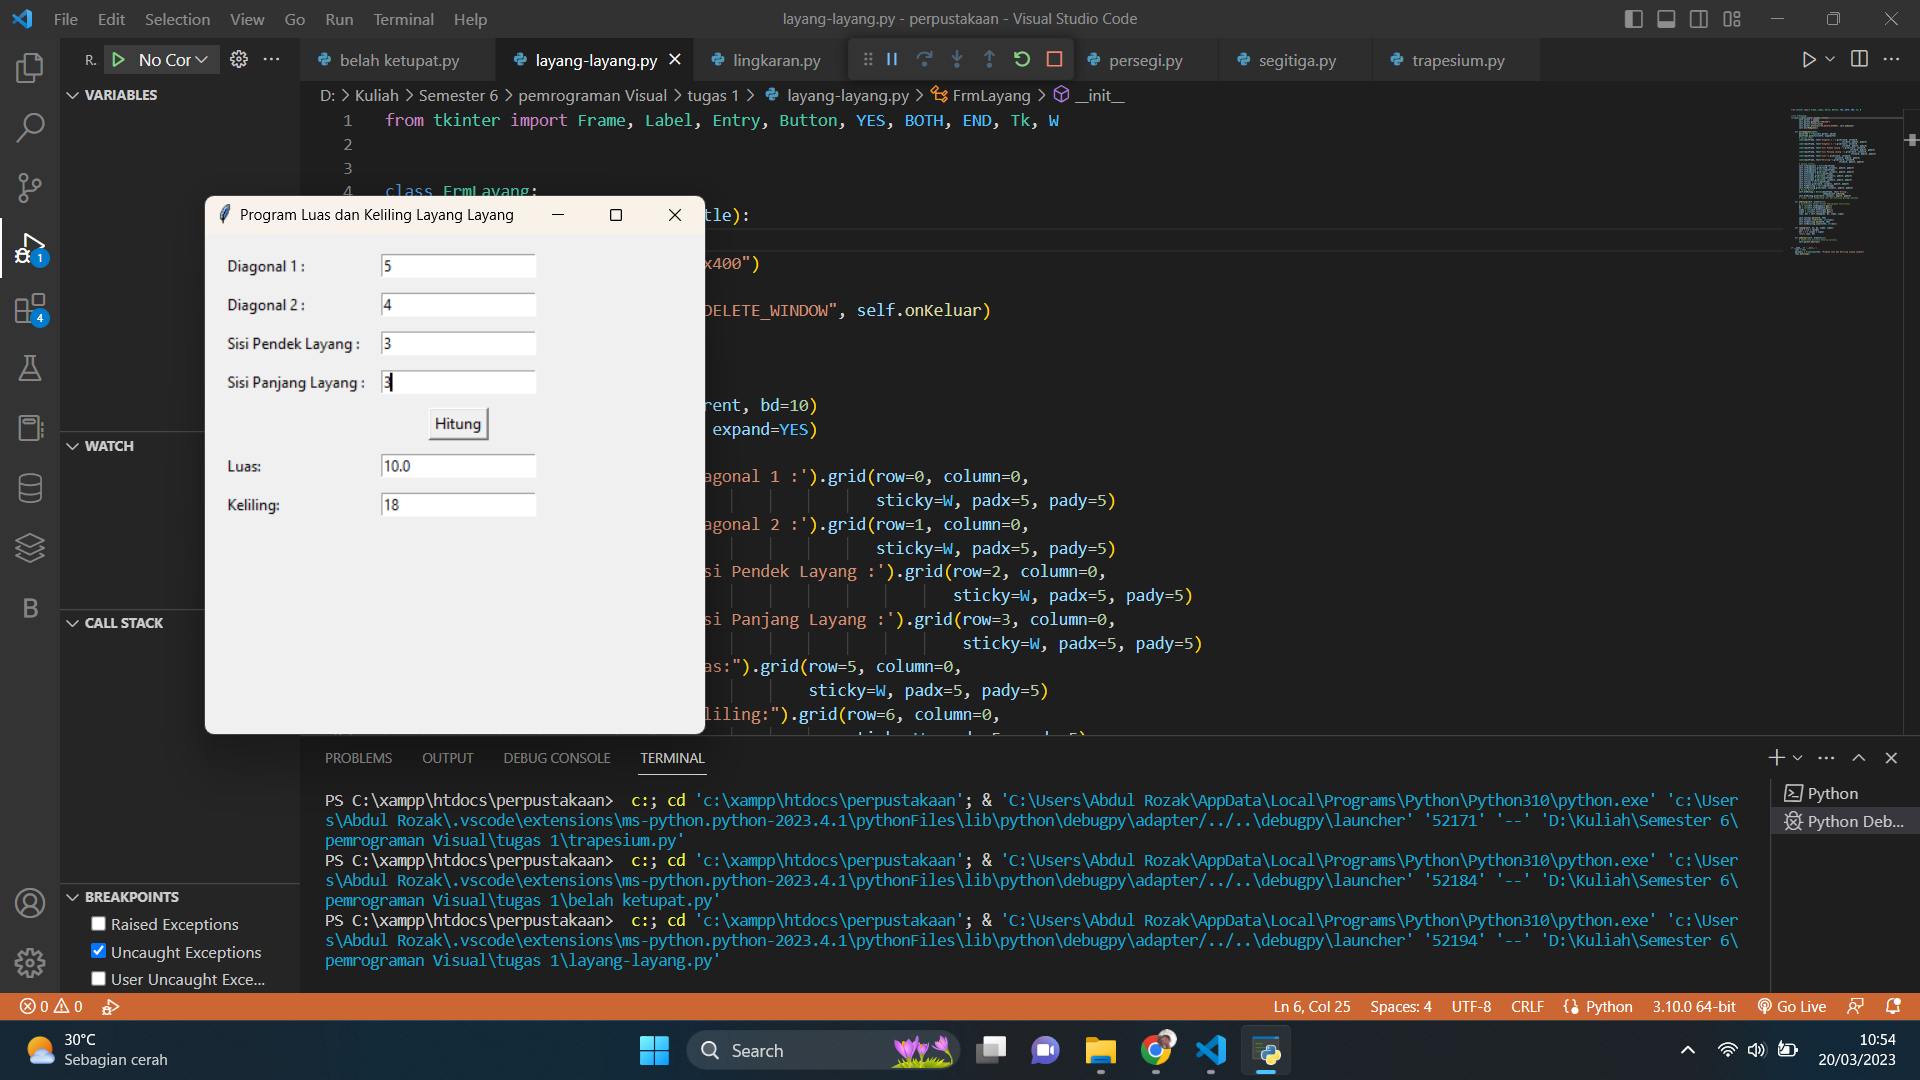 File Edit Selection View Go Run Terminal Help
layang-layang.py - perpustakaan - Visual Studio Code
R. No Cor
belah ketupat.py layang-layang.py lingkaran.py persegi.py segitiga.py trapesium.py
VARIABLES
D: > Kuliah > Semester 6 > pemrograman Visual > tugas 1 > layang-layang.py > FrmLayang > __init__
1 from tkinter import Frame, Label, Entry, Button, YES, BOTH, END, Tk, W
2
3
4 class FrmLayang:
Program Luas dan Keliling Layang Layang
Diagonal 1 : 5
Diagonal 2 : 4
Sisi Pendek Layang : 3
Sisi Panjang Layang : 3
Hitung
Luas: 10.0
Keliling: 18
tle):
x400")
DELETE_WINDOW", self.onKeluar)
rent, bd=10)
expand=YES)
agonal 1 :').grid(row=0, column=0,
sticky=W, padx=5, pady=5)
agonal 2 :').grid(row=1, column=0,
sticky=W, padx=5, pady=5)
si Pendek Layang :').grid(row=2, column=0,
sticky=W, padx=5, pady=5)
si Panjang Layang :').grid(row=3, column=0,
sticky=W, padx=5, pady=5)
as:").grid(row=5, column=0,
sticky=W, padx=5, pady=5)
liling:").grid(row=6, column=0,
WATCH
CALL STACK
BREAKPOINTS
Raised Exceptions
Uncaught Exceptions
User Uncaught Exce...
1
4
B
PROBLEMS OUTPUT DEBUG CONSOLE TERMINAL
PS C:\xampp\htdocs\perpustakaan> c:; cd 'c:\xampp\htdocs\perpustakaan'; & 'C:\Users\Abdul Rozak\AppData\Local\Programs\Python\Python310\python.exe' 'c:\User
s\Abdul Rozak\.vscode\extensions\ms-python.python-2023.4.1\pythonFiles\lib\python\debugpy\adapter/../..\debugpy\launcher' '52171' '--' 'D:\Kuliah\Semester 6\
pemrograman Visual\tugas 1\trapesium.py'
PS C:\xampp\htdocs\perpustakaan> c:; cd 'c:\xampp\htdocs\perpustakaan'; & 'C:\Users\Abdul Rozak\AppData\Local\Programs\Python\Python310\python.exe' 'c:\User
s\Abdul Rozak\.vscode\extensions\ms-python.python-2023.4.1\pythonFiles\lib\python\debugpy\adapter/../..\debugpy\launcher' '52184' '--' 'D:\Kuliah\Semester 6\
pemrograman Visual\tugas 1\belah ketupat.py'
PS C:\xampp\htdocs\perpustakaan> c:; cd 'c:\xampp\htdocs\perpustakaan'; & 'C:\Users\Abdul Rozak\AppData\Local\Programs\Python\Python310\python.exe' 'c:\User
s\Abdul Rozak\.vscode\extensions\ms-python.python-2023.4.1\pythonFiles\lib\python\debugpy\adapter/../..\debugpy\launcher' '52194' '--' 'D:\Kuliah\Semester 6\
pemrograman Visual\tugas 1\layang-layang.py'
Python
Python Deb...
0 0
Ln 6, Col 25 Spaces: 4 UTF-8 CRLF Python 3.10.0 64-bit Go Live
30°C
Sebagian cerah
Search
10:54
20/03/2023